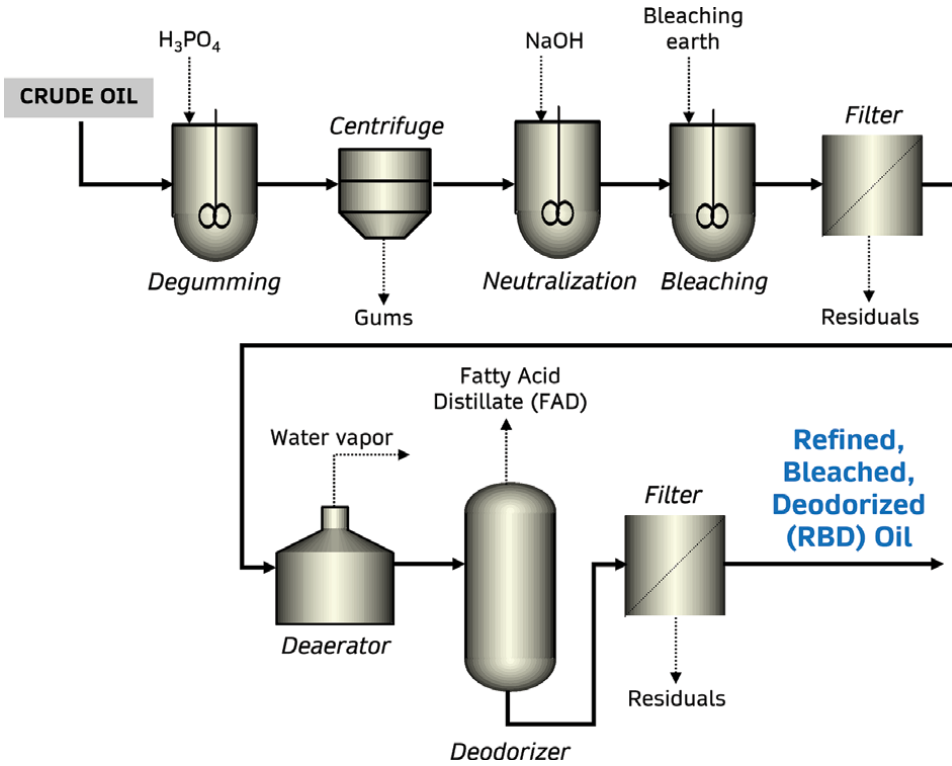 H₃PO₄
NaOH
Bleaching
earth
CRUDE OIL
Centrifuge
Filter
Degumming
Neutralization
Bleaching
Gums
Residuals
Fatty Acid
Distillate (FAD)
Water vapor
Refined,
Bleached,
Deodorized
(RBD) Oil
Filter
Deaerator
Residuals
Deodorizer